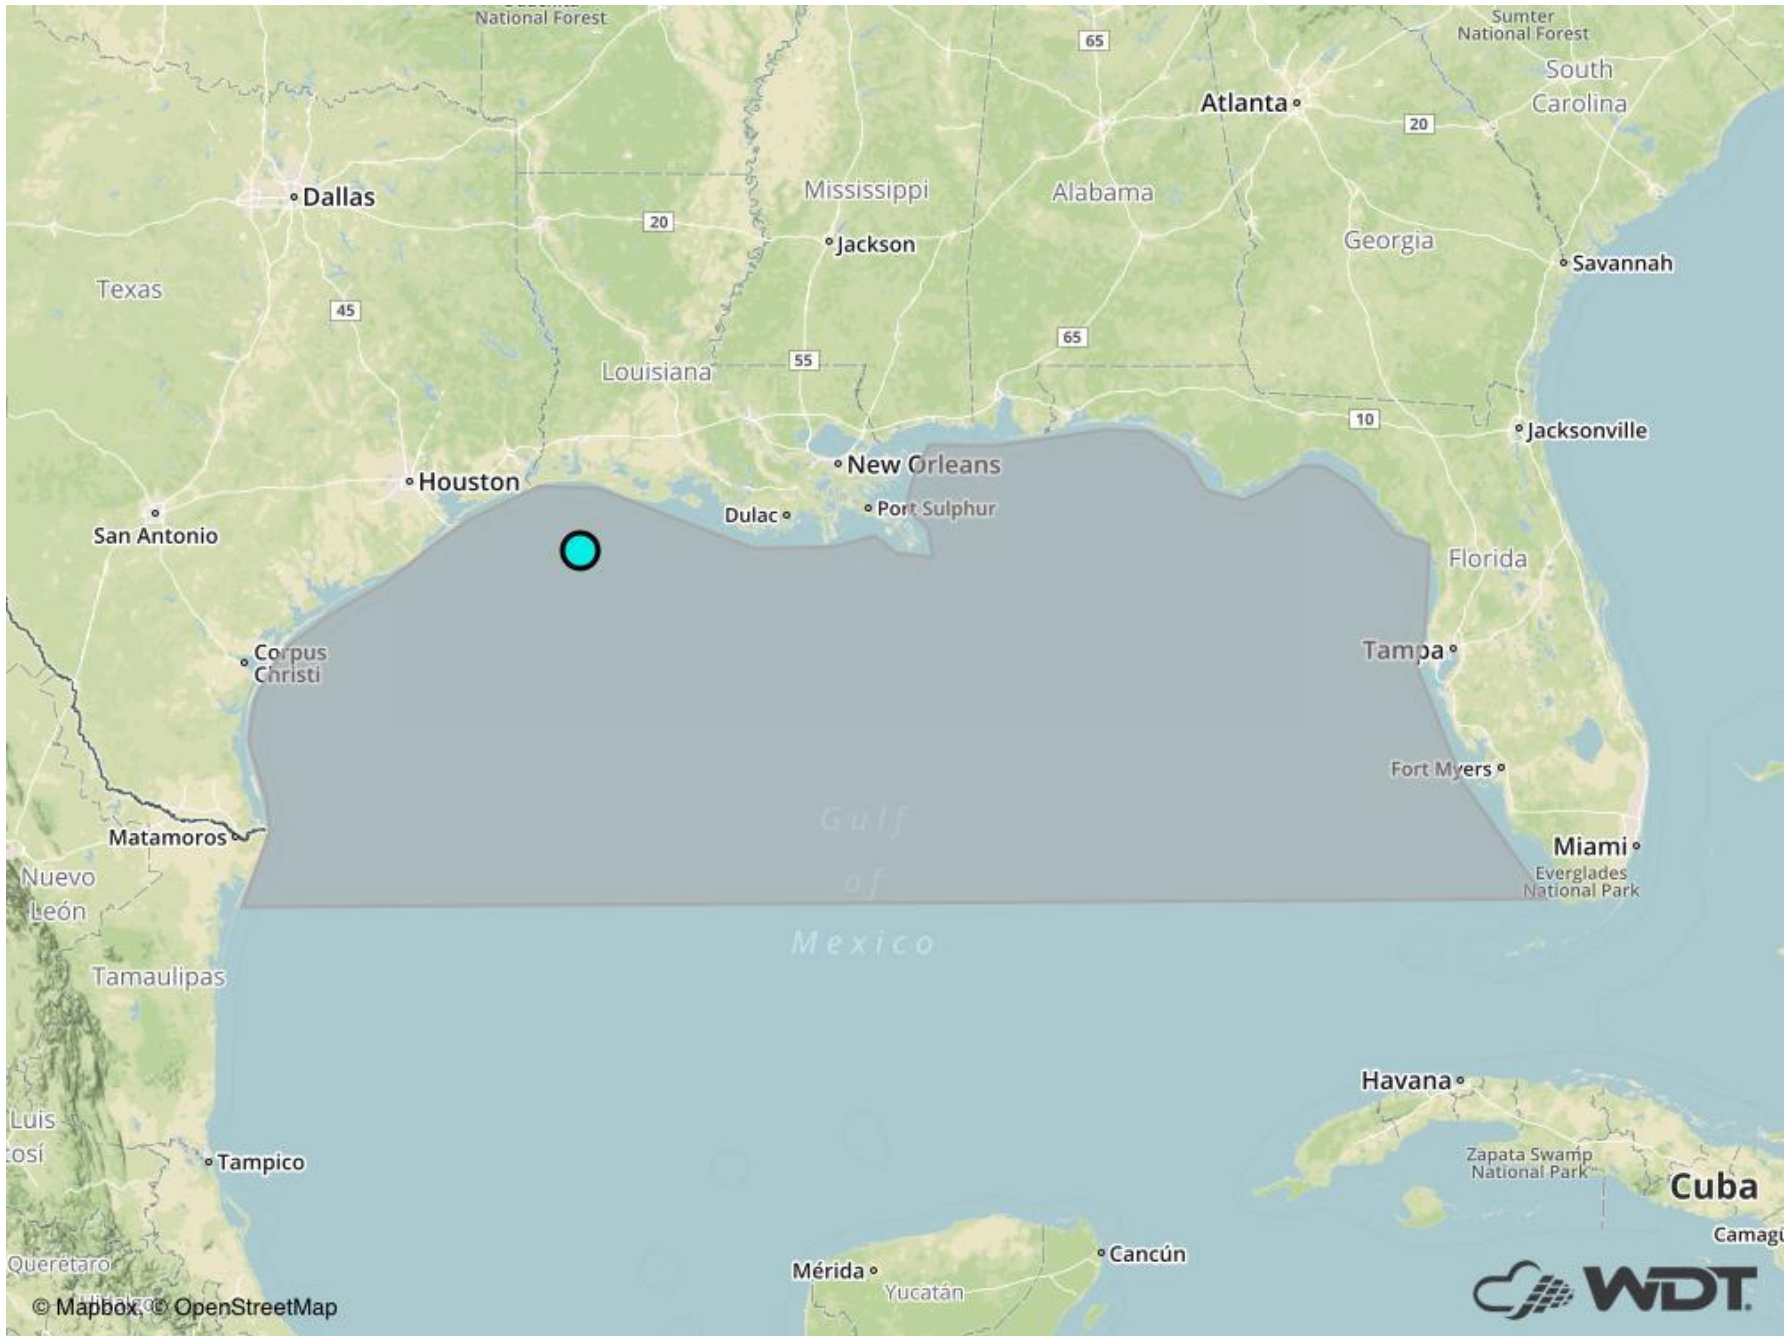 National Forest
Sumter
National Forest
65
South
Carolina
Atlanta
20
Dallas
Mississippi
Alabama
20
Jackson
Georgia
Savannah
Texas
45
65
Louisiana
55
10
Jacksonville
New Orleans
Houston
San Antonio
Dulac
Port Sulphur
Florida
Corpus
Christi
Tampa
Fort Myers
Gulf
of
Mexico
Matamoros
Miami
Everglades
National Park
Nuevo
León
Tamaulipas
Havana
Luis
tosí
Tampico
Zapata Swamp
National Park
Cuba
Camagü
Querétaro
Mérida
Cancún
Yucatán
© Mapbox, © OpenStreetMap
WDT